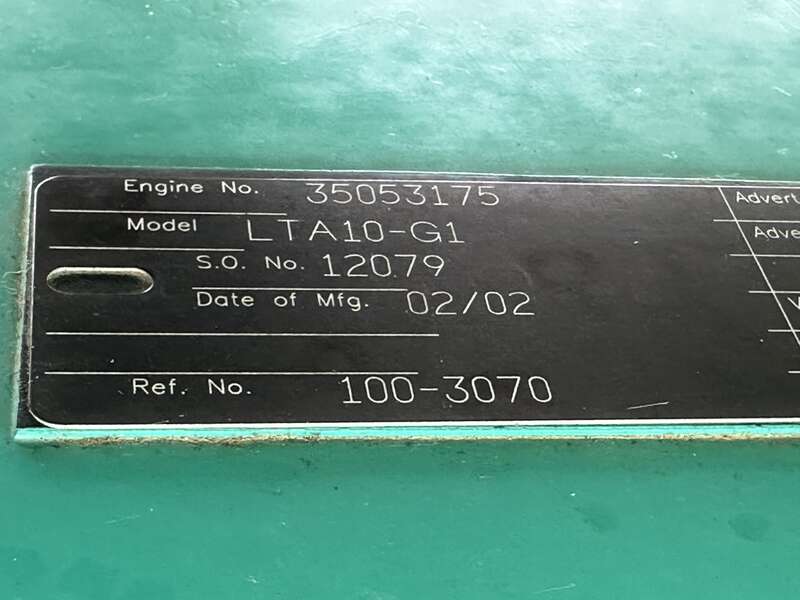 Engine No. 35053175
Model LTA10-G1
S.O. No. 12079
Date of Mfg. 02/02
Ref. No. 100-3070